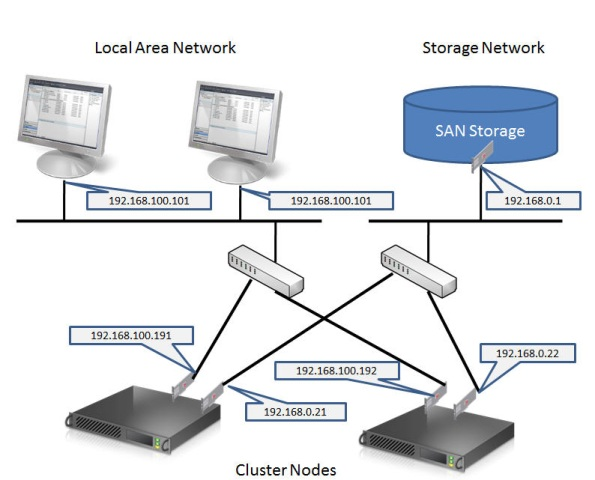 Local Area Network
Storage Network
SAN Storage
192.168.100.101
192.168.100.101
192.168.0.1
192.168.100.191
192.168.100.192
192.168.0.22
192.168.0.21
Cluster Nodes